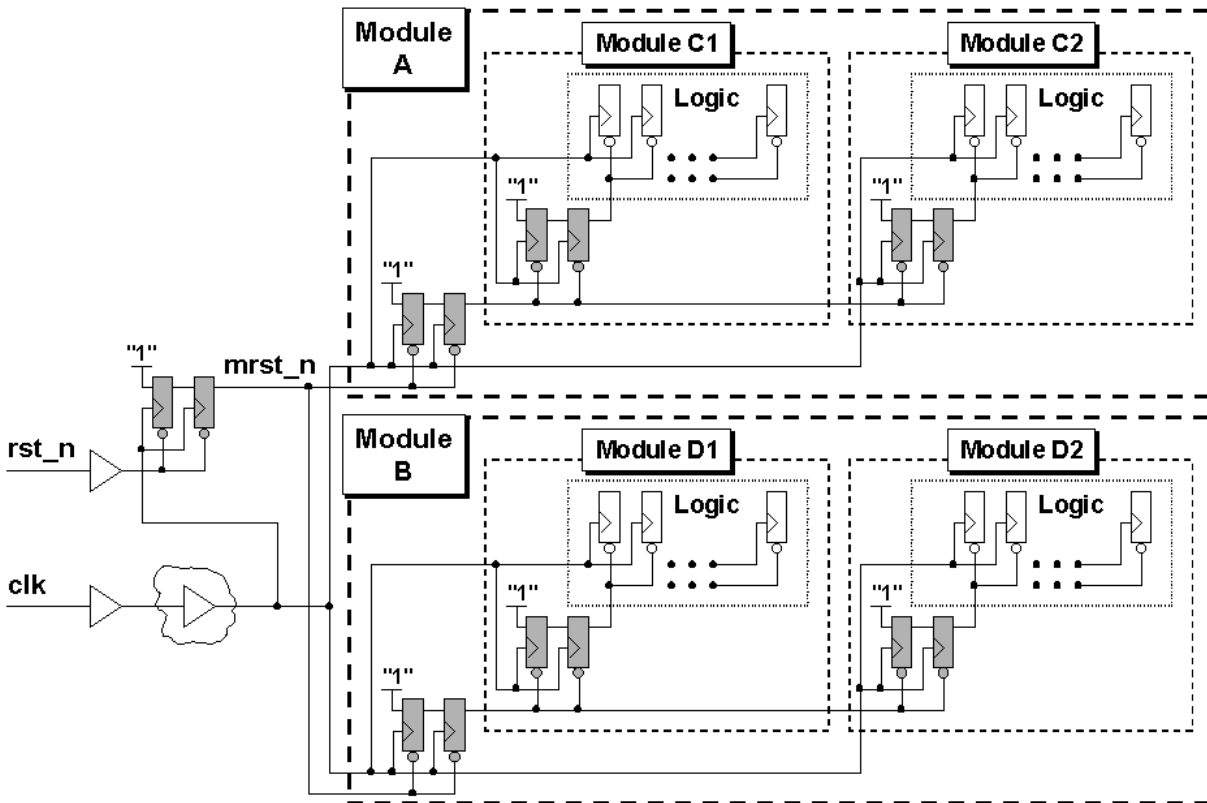 Module
A
Module C1
Module C2
Logic
Logic
"1"
"1"
"1"
"1"
mrst_n
rst_n
Module
B
Module D1
Module D2
Logic
Logic
clk
"1"
"1"
"1"